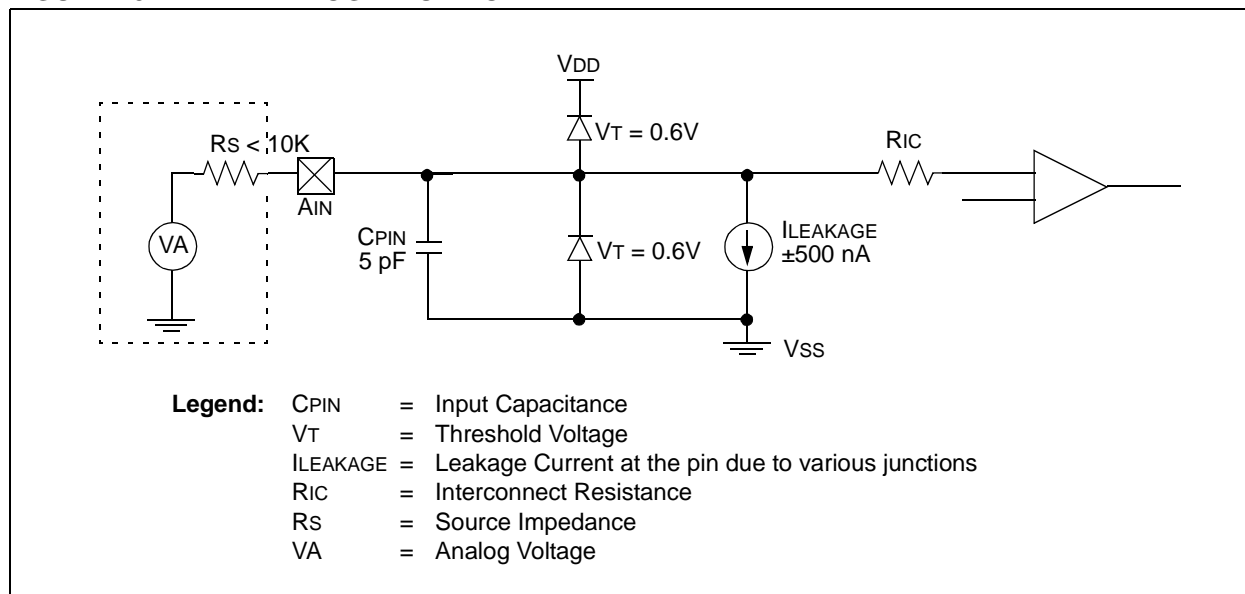 VDD
VT = 0.6V
RS < 10K
RIC
AIN
VA
CPIN
5 pF
VT = 0.6V
ILEAKAGE
±500 nA
VSS
Legend: CPIN = Input Capacitance
VT = Threshold Voltage
ILEAKAGE = Leakage Current at the pin due to various junctions
RIC = Interconnect Resistance
RS = Source Impedance
VA = Analog Voltage